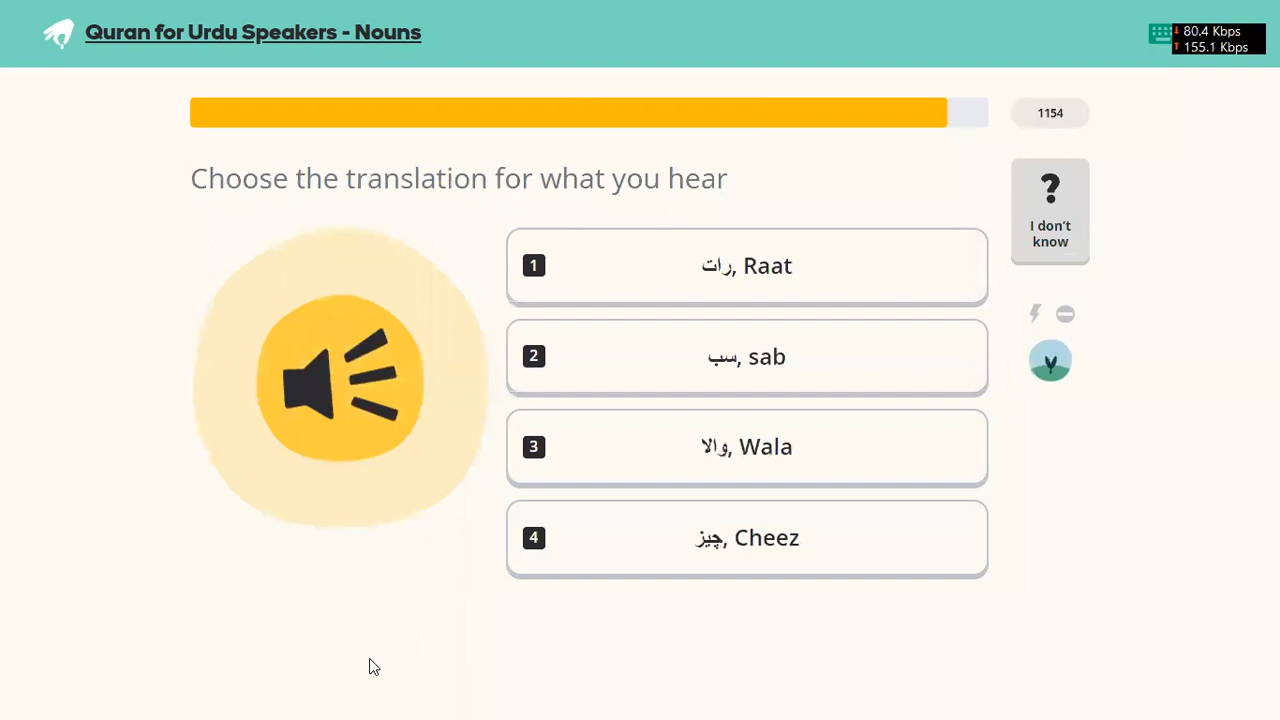 Quran for Urdu Speakers - Nouns
80.4 Kbps
155.1 Kbps
1154
Choose the translation for what you hear
?
I don't
know
1 رات, Raat
2 سب, sab
3 والا, Wala
4 چیز, Cheez